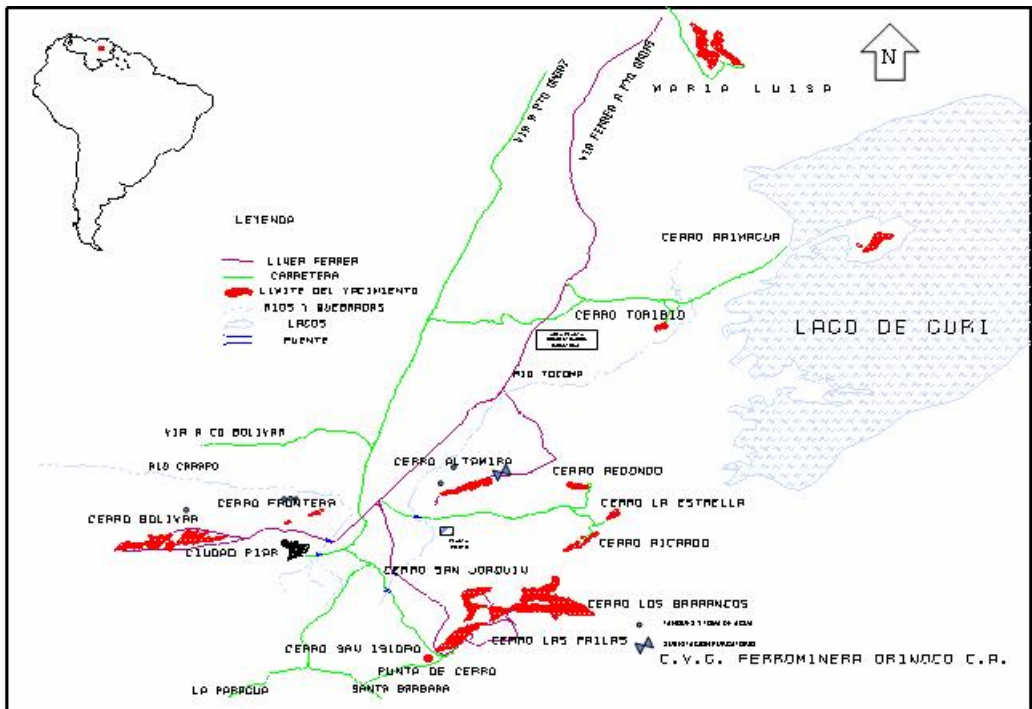 N
MARIA LUISA
VIA A PTO ORDAZ
VIA FERREA A PTO ORDAS
LEYENDA
LINEA FERREA
CARRETERA
LIMITE DEL YACIMIENTO
RIOS Y QUEBRADAS
LAGOS
PUENTE
CERRO ARIMAGUA
CERRO TORIBIO
LAGO DE GURI
RIO TOCOMA
VIA A CD BOLIVAR
RIO CARAPO
CERRO ALTAMIRA
CERRO REDONDO
CERRO FRONTERA
CERRO LA ESTRELLA
CERRO BOLIVAR
CIUDAD PIAR
CERRO RICARDO
CERRO SAN JOAQUIN
CERRO LOS BARRANCOS
CERRO LAS PAILAS
CERRO SAN ISIDRO
PUNTA DE CERRO
C.V.G. FERROMINERA ORINOCO C.A.
LA PARAGUA
SANTA BARBARA